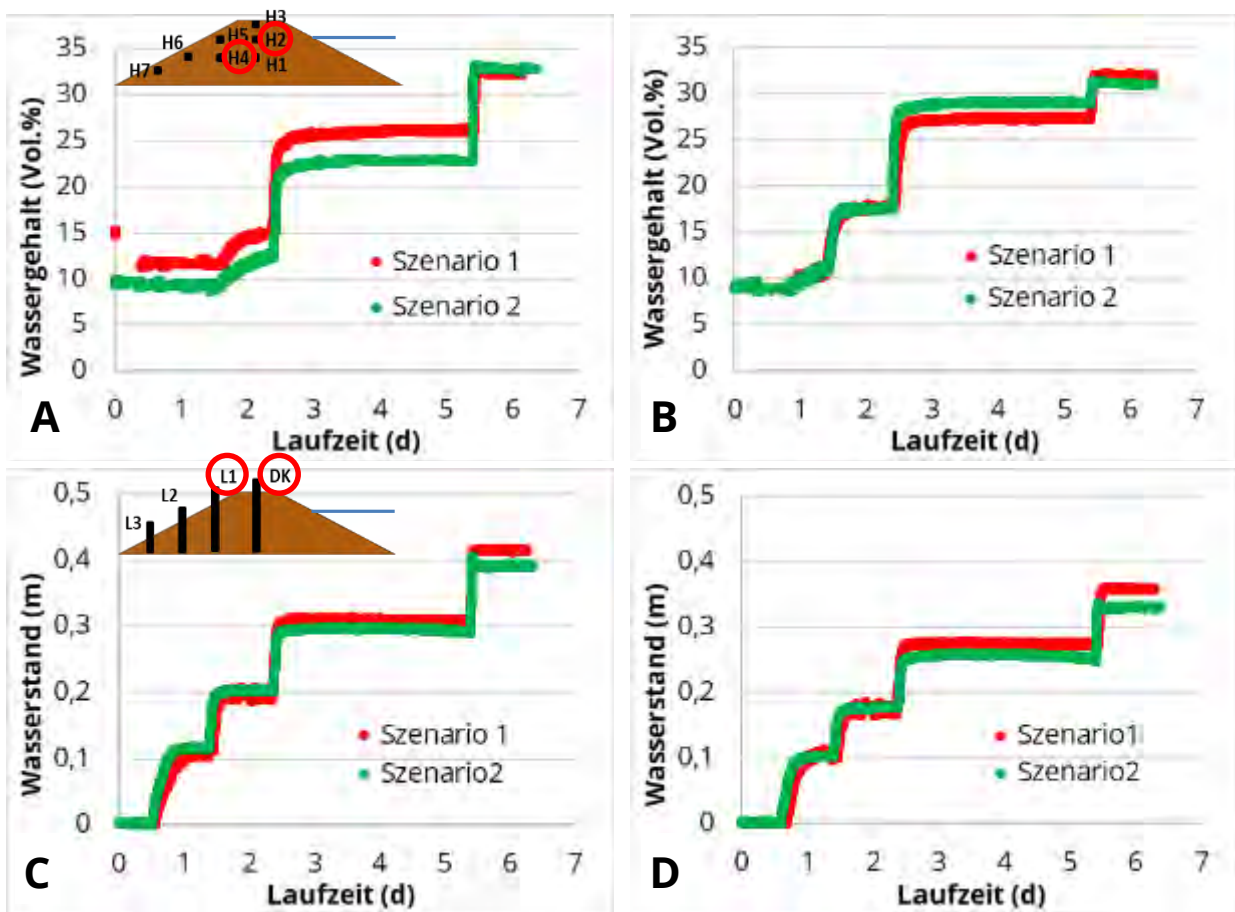 Wassergehalt (Vol.%)
35
30
25
20
15
10
5
0
H3
H5
H2
H6
H4
H1
H7
Szenario 1
Szenario 2
0 1 2 3 4 5 6 7
A
Laufzeit (d)
Wassergehalt (Vol.%)
35
30
25
20
15
10
5
0
Szenario 1
Szenario 2
0 1 2 3 4 5 6 7
B
Laufzeit (d)
Wasserstand (m)
0,5
0,4
0,3
0,2
0,1
0
L1
DK
L2
L3
Szenario 1
Szenario2
0 1 2 3 4 5 6 7
C
Laufzeit (d)
Wasserstand (m)
0,5
0,4
0,3
0,2
0,1
0
Szenario1
Szenario2
0 1 2 3 4 5 6 7
D
Laufzeit (d)